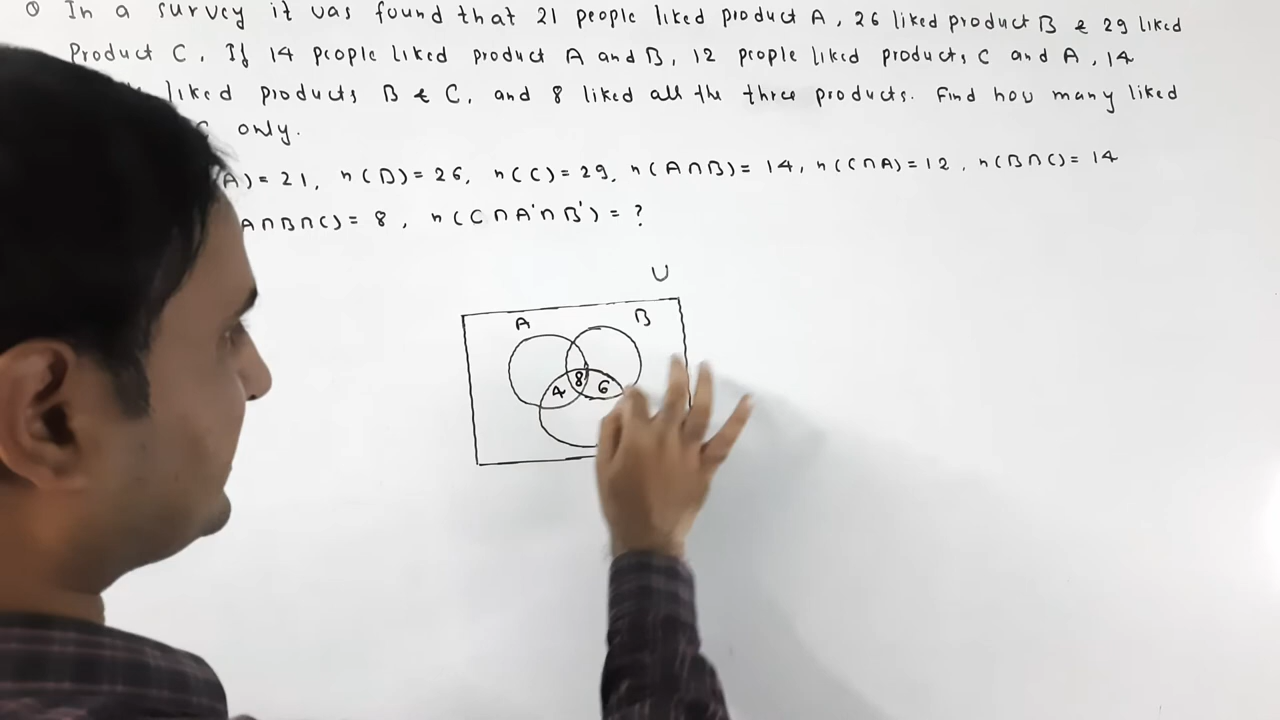 Q In a survey it was found that 21 people liked product A, 26 liked product B & 29 liked
Product C. If 14 people liked product A and B, 12 people liked products C and A, 14
liked products B & C, and 8 liked all the three products. Find how many liked
C only.
A) = 21, n(B) = 26, n(C) = 29, n(A∩B) = 14, n(C∩A) = 12, n(B∩C) = 14
A∩B∩C) = 8, n(C∩A'∩B') = ?
U
A B
4 8 6